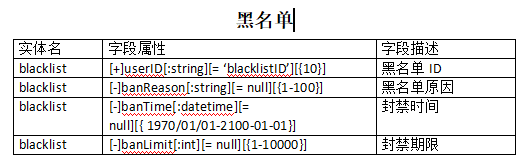 黑名单
实体名 字段属性 字段描述
blacklist [+]userID[:string][= ‘blacklistID’][{10}] 黑名单 ID
blacklist [-]banReason[:string][= null][{1-100}] 黑名单原因
blacklist [-]banTime[:datetime][= 封禁时间
null][{ 1970/01/01-2100-01-01}]
blacklist [-]banLimit[:int][= null][{1-10000}] 封禁期限